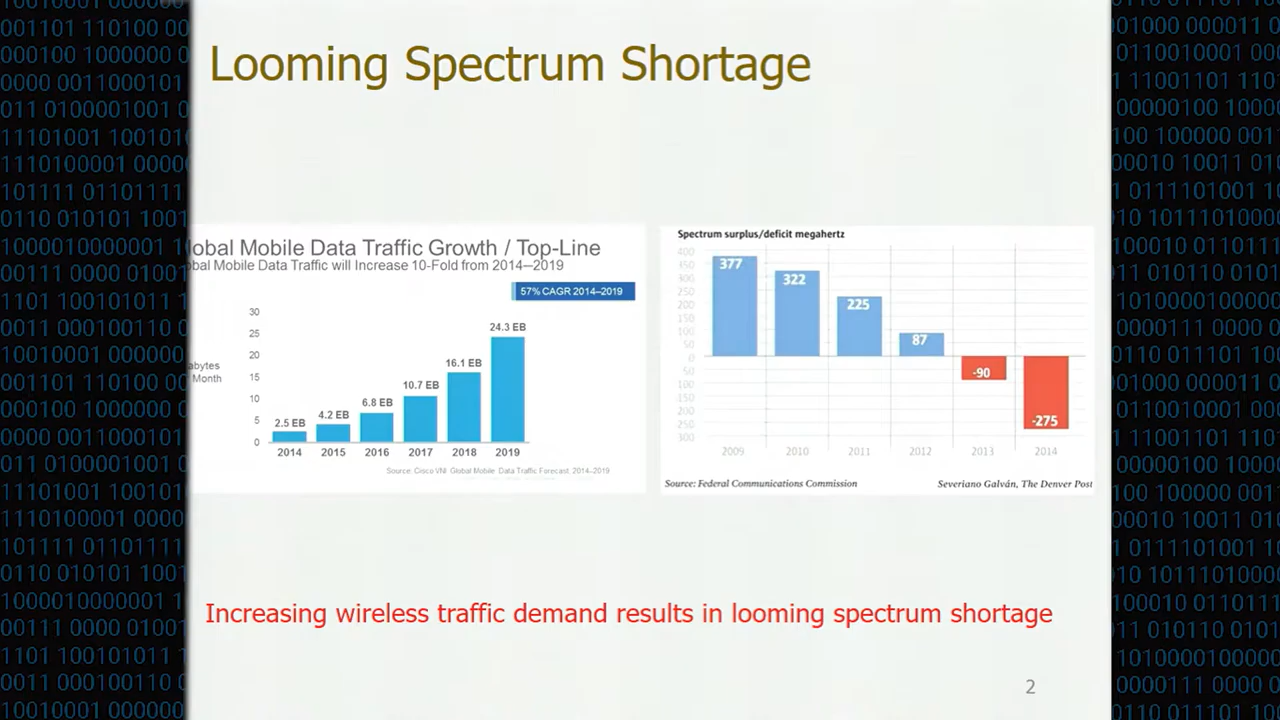 Looming Spectrum Shortage
lobal Mobile Data Traffic Growth / Top-Line
bal Mobile Data Traffic will Increase 10-Fold from 2014—2019
57% CAGR 2014–2019
30
25
20
15
10
5
0
abytes
Month
2.5 EB
4.2 EB
6.8 EB
10.7 EB
16.1 EB
24.3 EB
2014 2015 2016 2017 2018 2019
Source: Cisco VNI Global Mobile Data Traffic Forecast, 2014–2019
Spectrum surplus/deficit megahertz
400
350
300
250
200
150
100
50
0
50
100
150
200
250
300
377
322
225
87
-90
-275
2009 2010 2011 2012 2013 2014
Source: Federal Communications Commission
Severiano Galván, The Denver Post
Increasing wireless traffic demand results in looming spectrum shortage
2